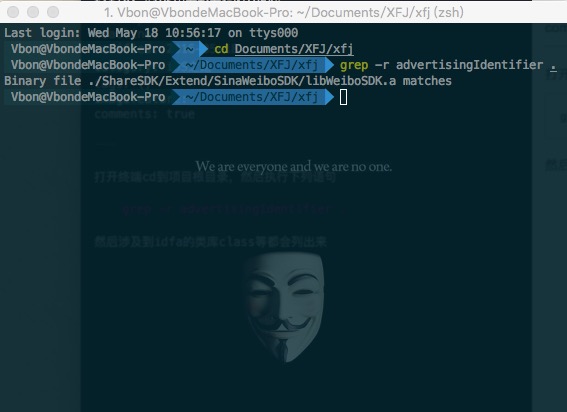 1. Vbon@VbondeMacBook-Pro: ~/Documents/XFJ/xfj (zsh)
Last login: Wed May 18 10:56:17 on ttys000
Vbon@VbondeMacBook-Pro ~ cd Documents/XFJ/xfj
Vbon@VbondeMacBook-Pro ~/Documents/XFJ/xfj grep -r advertisingIdentifier .
Binary file ./ShareSDK/Extend/SinaWeiboSDK/libWeiboSDK.a matches
Vbon@VbondeMacBook-Pro ~/Documents/XFJ/xfj
comments: true
We are everyone and we are no one.
打开终端cd到项目根目录，然后执行下列语句
grep -r advertisingIdentifier .
然后涉及到idfa的类库class等都会列出来